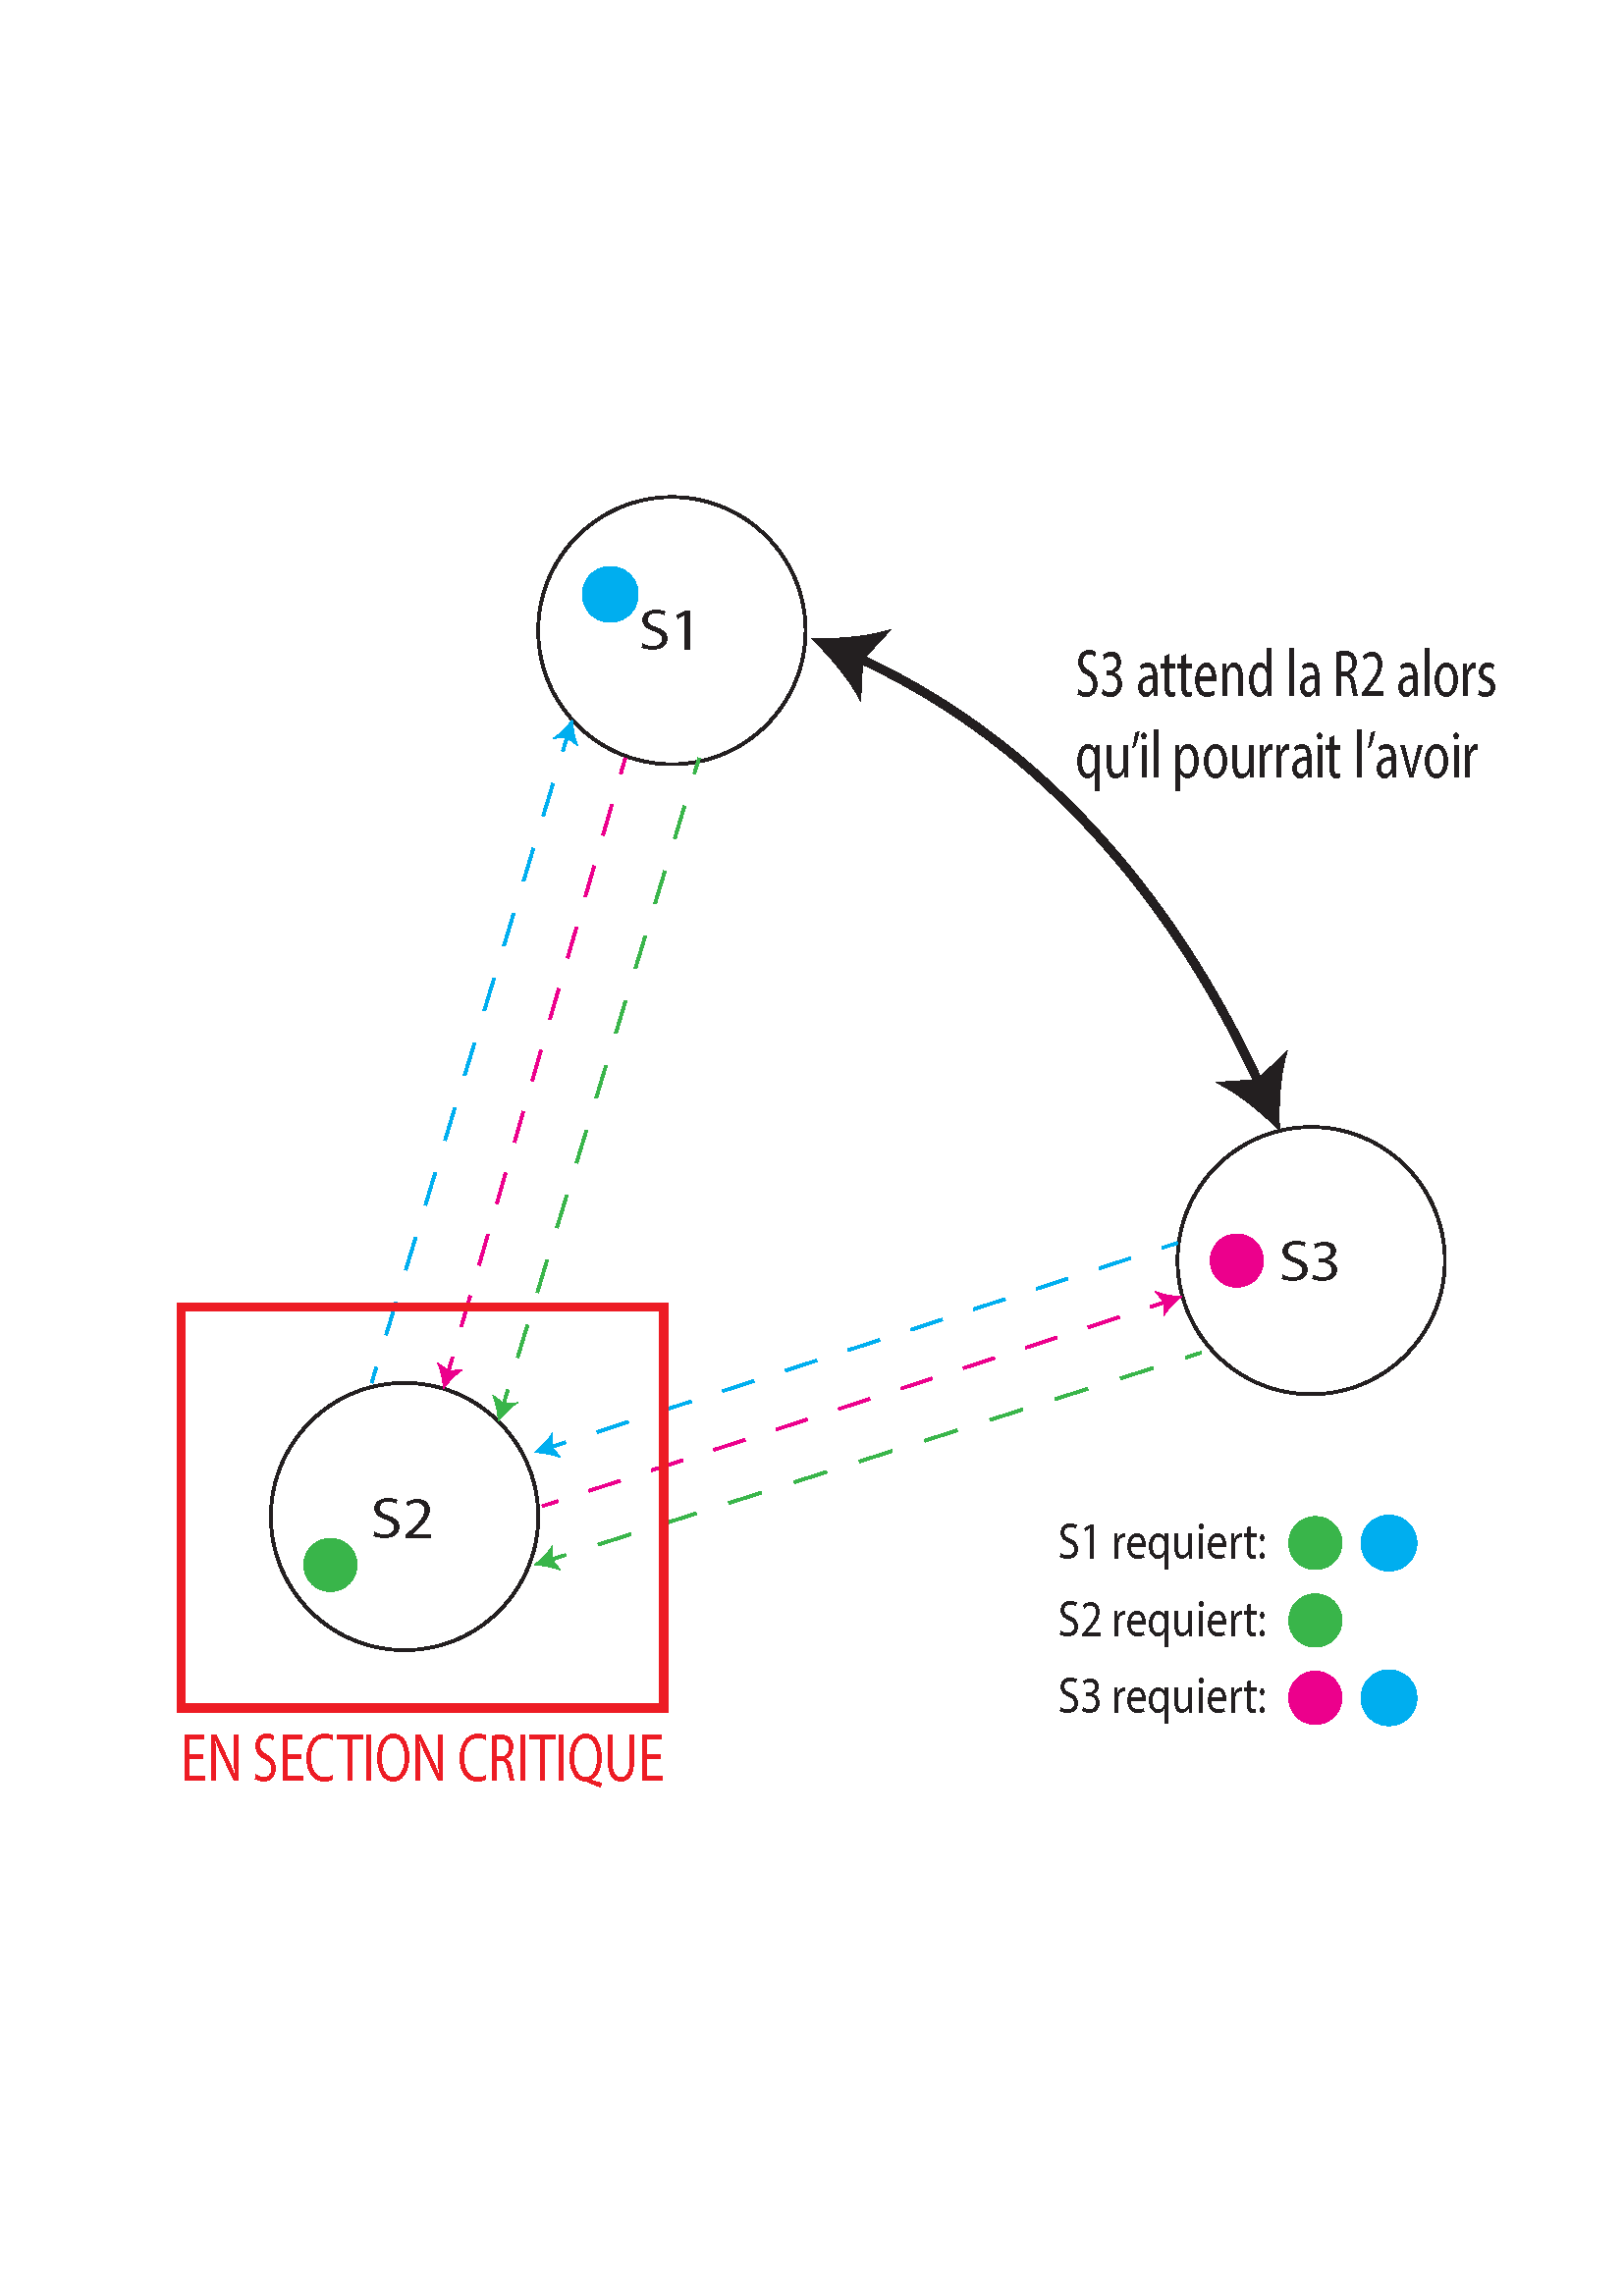 S1
S3 attend la R2 alors
qu’il pourrait l’avoir
S3
S2
S1 requiert:
S2 requiert:
S3 requiert:
EN SECTION CRITIQUE